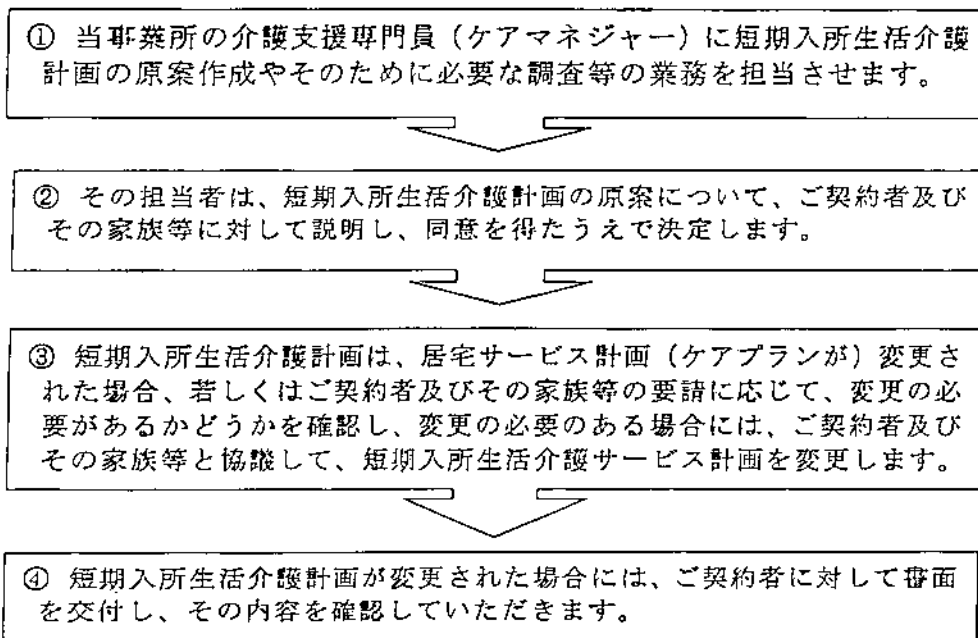 ① 当事業所の介護支援専門員（ケアマネジャー）に短期入所生活介護
計画の原案作成やそのために必要な調査等の業務を担当させます。
② その担当者は、短期入所生活介護計画の原案について、ご契約者及び
その家族等に対して説明し、同意を得たうえで決定します。
③ 短期入所生活介護計画は、居宅サービス計画（ケアプランが）変更さ
れた場合、若しくはご契約者及びその家族等の要請に応じて、変更の必
要があるかどうかを確認し、変更の必要のある場合には、ご契約者及び
その家族等と協議して、短期入所生活介護サービス計画を変更します。
④ 短期入所生活介護計画が変更された場合には、ご契約者に対して書面
を交付し、その内容を確認していただきます。